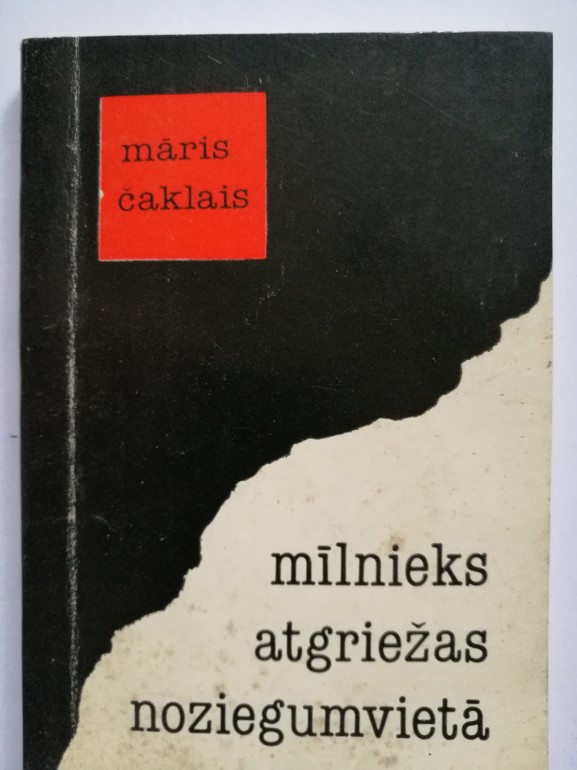 māris
čaklais
mīlnieks
atgriežas
noziegumvietā